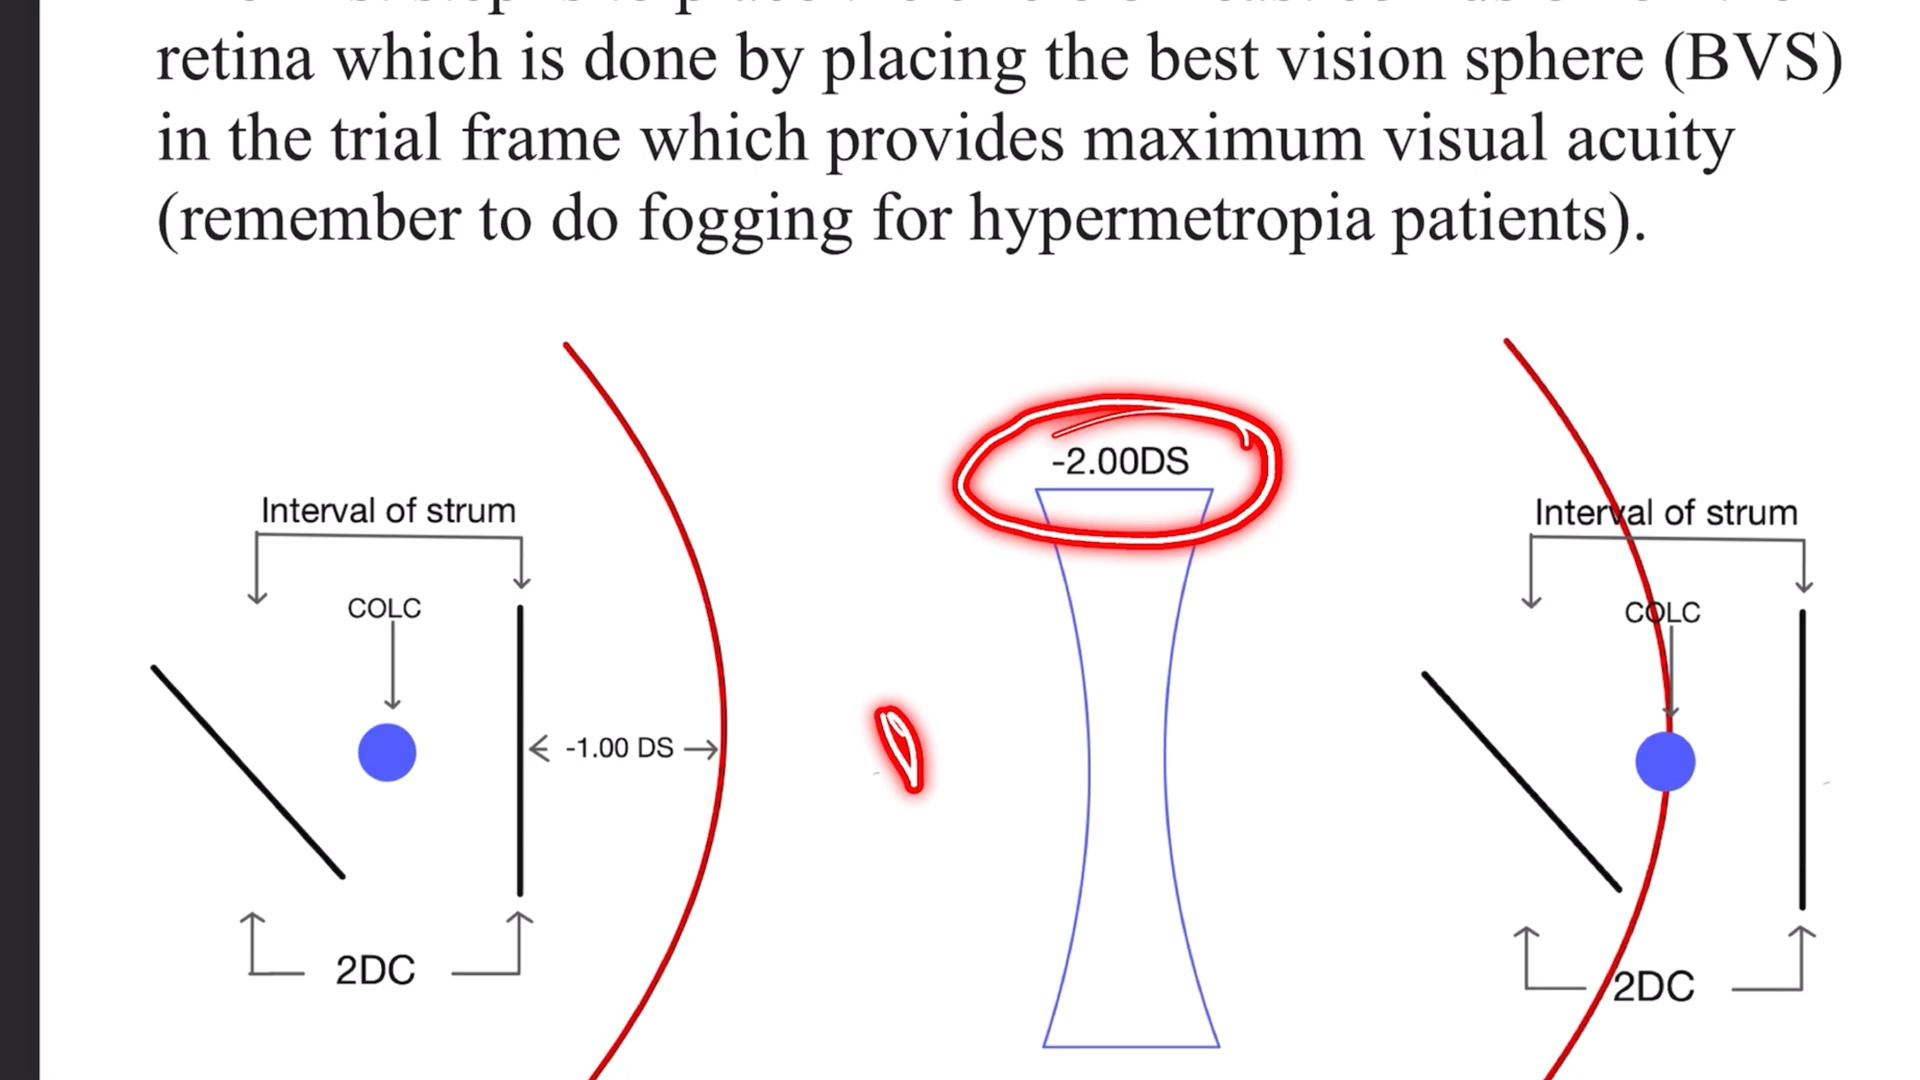 retina which is done by placing the best vision sphere (BVS)
in the trial frame which provides maximum visual acuity
(remember to do fogging for hypermetropia patients).
-2.00DS
Interval of strum
COLC
-1.00 DS
2DC
Interval of strum
COLC
2DC